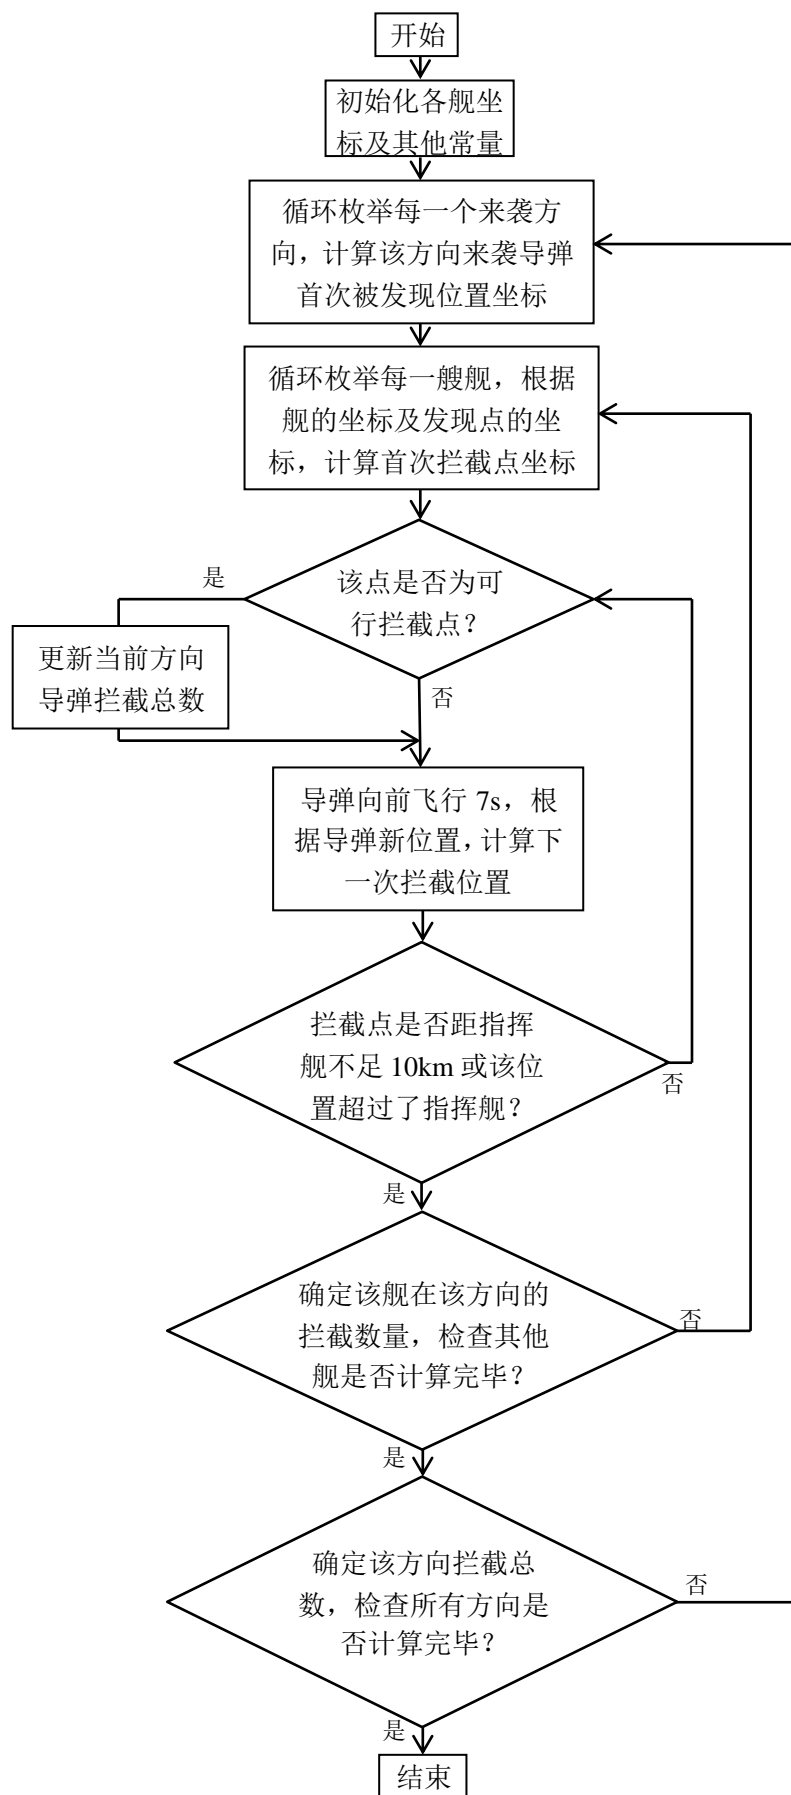 开始
初始化各舰坐
标及其他常量
循环枚举每一个来袭方
向，计算该方向来袭导弹
首次被发现位置坐标
循环枚举每一艘舰，根据
舰的坐标及发现点的坐
标，计算首次拦截点坐标
是
该点是否为可
行拦截点？
更新当前方向
导弹拦截总数
否
导弹向前飞行 7s，根
据导弹新位置，计算下
一次拦截位置
拦截点是否距指挥
舰不足 10km 或该位
置超过了指挥舰？
否
是
确定该舰在该方向的
拦截数量，检查其他
舰是否计算完毕？
否
是
确定该方向拦截总
数，检查所有方向是
否计算完毕？
否
是
结束